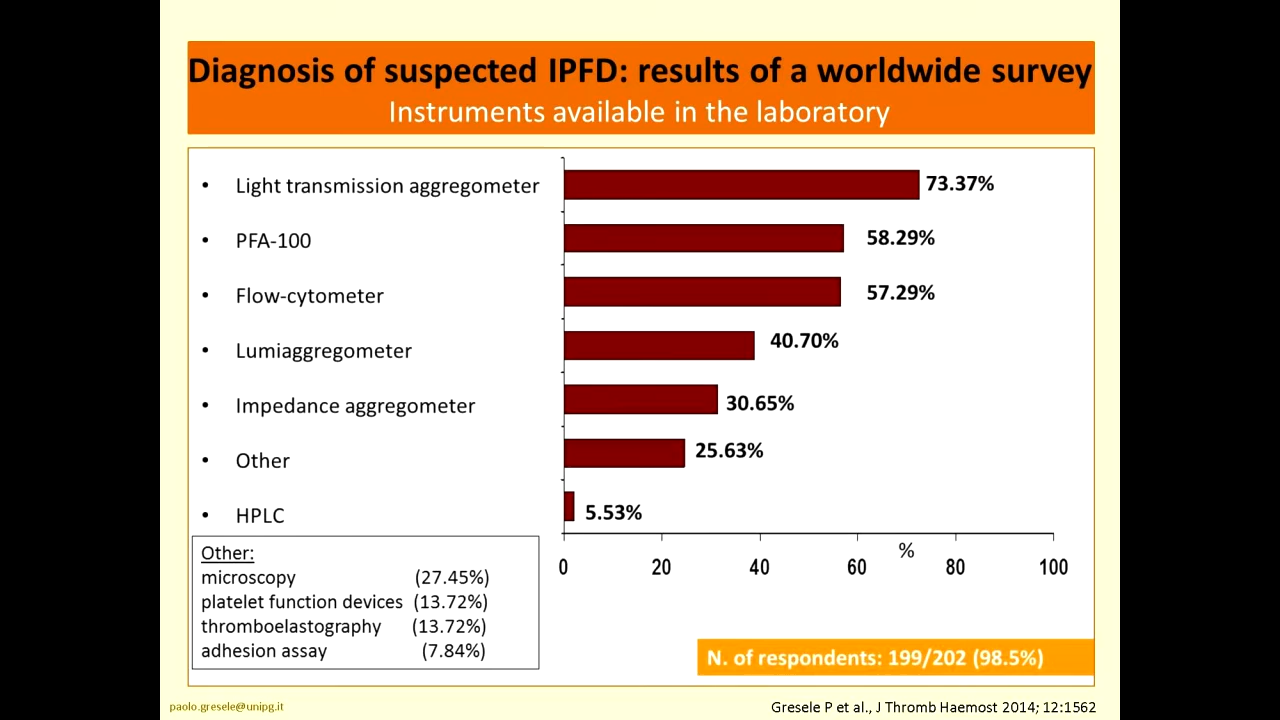 Diagnosis of suspected IPFD: results of a worldwide survey
Instruments available in the laboratory
• Light transmission aggregometer 73.37%
• PFA-100 58.29%
• Flow-cytometer 57.29%
• Lumiaggregometer 40.70%
• Impedance aggregometer 30.65%
• Other 25.63%
• HPLC 5.53%
%
0 20 40 60 80 100
Other:
microscopy (27.45%)
platelet function devices (13.72%)
thromboelastography (13.72%)
adhesion assay (7.84%)
N. of respondents: 199/202 (98.5%)
paolo.gresele@unipg.it
Gresele P et al., J Thromb Haemost 2014; 12:1562